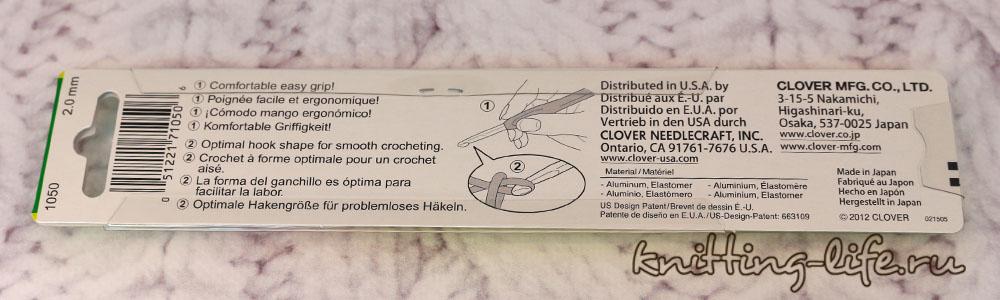 2.0 mm
1050
0 51221 71050 6
① Comfortable easy grip!
① Poignée facile et ergonomique!
① ¡Cómodo mango ergonómico!
① Komfortable Griffigkeit!
② Optimal hook shape for smooth crocheting.
② Crochet à forme optimale pour un crochet
aisé.
② La forma del ganchillo es óptima para
facilitar la labor.
② Optimale Hakengröße für problemloses Häkeln.
①
②
Distributed in U.S.A. by
Distribué aux É.-U. par
Distribuido en E.U.A. por
Vertrieb in den USA durch
CLOVER NEEDLECRAFT, INC.
Ontario, CA 91761-7676 U.S.A.
www.clover-usa.com
CLOVER MFG. CO., LTD.
3-15-5 Nakamichi,
Higashinari-ku,
Osaka, 537-0025 Japan
www.clover.co.jp
www.clover-mfg.com
Material / Matériel
- Aluminum, Elastomer - Aluminium, Élastomère
- Aluminio, Elastómero - Aluminium, Elastomer
US Design Patent/Brevet de dessin É.-U.
Patente de diseño en E.U.A./US-Design-Patent: 663109
Made in Japan
Fabriqué au Japon
Hecho en Japón
Hergestellt in Japan
© 2012 CLOVER 021505
knitting-life.ru